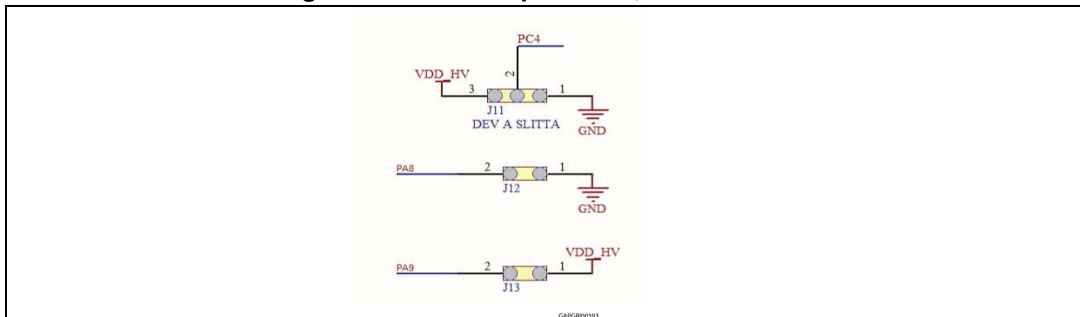 PC4
VDD_HV
2
3
1
J11
DEV A SLITTA
GND
PA8
2
1
J12
GND
VDD_HV
PA9
2
1
J13
GAPGRI00393